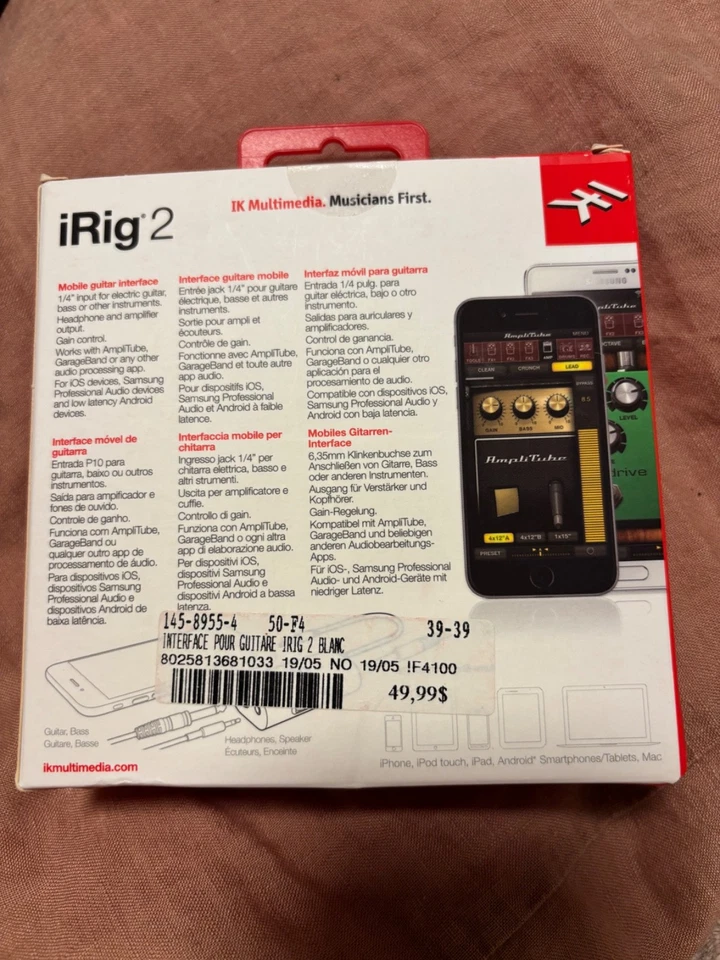 IK Multimedia. Musicians First.
iRig® 2
Mobile guitar interface
1/4" input for electric guitar,
bass or other instruments.
Headphone and amplifier
output.
Gain control.
Works with AmpliTube,
GarageBand or any other
audio processing app.
For iOS devices, Samsung
Professional Audio devices
and low latency Android
devices.
Interface guitare mobile
Entrée jack 1/4" pour guitare
électrique, basse et autres
instruments.
Sortie pour ampli et
écouteurs.
Contrôle de gain.
Fonctionne avec AmpliTube,
GarageBand et toute autre
app audio.
Pour dispositifs iOS,
Samsung Professional
Audio et Android à faible
latence.
Interfaz móvil para guitarra
Entrada 1/4 pulg. para
guitar eléctrica, bajo o otro
instrumento.
Salidas para auriculares y
amplificadores.
Control de ganancia.
Funciona con AmpliTube,
GarageBand o cualquier otro
aplicación para el
procesamiento de audio.
Compatible con dispositivos iOS,
Samsung Professional Audio y
Android con baja latencia.
Interface móvel de
guitarra
Entrada P10 para
guitarra, baixo ou outros
instrumentos.
Saída para amplificador e
fones de ouvido.
Controle de ganho.
Funciona com AmpliTube,
GarageBand ou
qualquer outro app de
processamento de áudio.
Para dispositivos iOS,
dispositivos Samsung
Professional Audio e
dispositivos Android de
baixa latência.
Interfaccia mobile per
chitarra
Ingresso jack 1/4" per
chitarra elettrica, basso e
altri strumenti.
Uscita per amplificatore e
cuffie.
Controllo di gain.
Funziona con AmpliTube,
GarageBand o ogni altra
app di elaborazione audio.
Per dispositivi iOS,
dispositivi Samsung
Professional Audio e
dispositivi Android a bassa
latenza.
Mobiles Gitarren-
Interface
6,35mm Klinkenbuchse zum
Anschließen von Gitarre, Bass
oder anderen Instrumenten.
Ausgang für Verstärker und
Kopfhörer.
Gain-Regelung.
Kompatibel mit AmpliTube,
GarageBand und beliebigen
anderen Audiobearbeitungs-
Apps.
Für iOS-, Samsung Professional
Audio- und Android-Geräte mit
niedriger Latenz.
SAMSUNG
AmpliTube
MENU
CLEAN CRUNCH LEAD
GAIN BASS MID
BYPASS
8.5
AmpliTube
4x12"A 4x12"B 1x15"
PRESET
AmpliTube
LEVEL
drive
145-8955-4 50-F4 39-39
INTERFACE POUR GUITARE IRIG 2 BLANC
8025813681033 19/05 NO 19/05 !F4100
49,99$
Guitar, Bass
Guitare, Basse
Headphones, Speaker
Écuteurs, Enceinte
iPhone, iPod touch, iPad, Android® Smartphones/Tablets, Mac
ikmultimedia.com